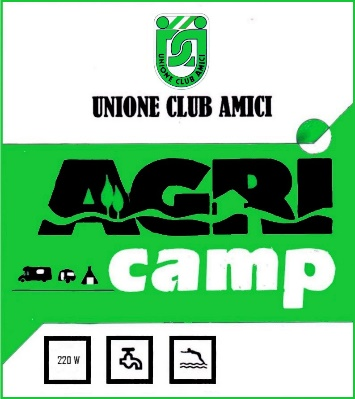 UNIONE CLUB AMICI
UNIONE CLUB AMICI
AGRI
camp
220 W